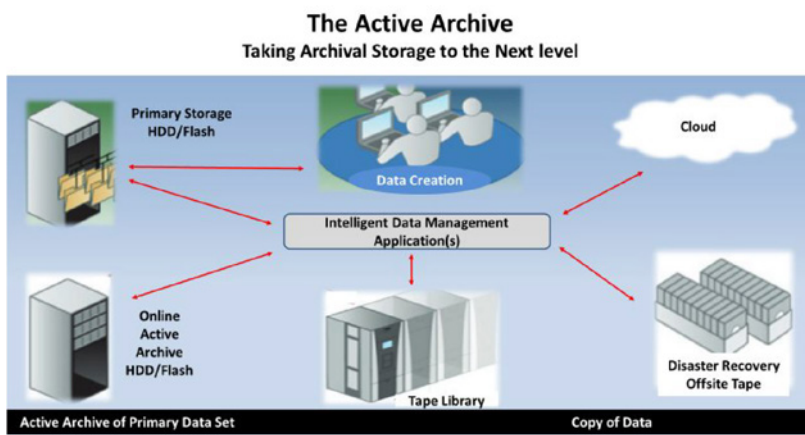 The Active Archive
Taking Archival Storage to the Next level
Primary Storage
HDD/Flash
Data Creation
Cloud
Intelligent Data Management
Application(s)
Online
Active
Archive
HDD/Flash
Tape Library
Disaster Recovery
Offsite Tape
Active Archive of Primary Data Set
Copy of Data